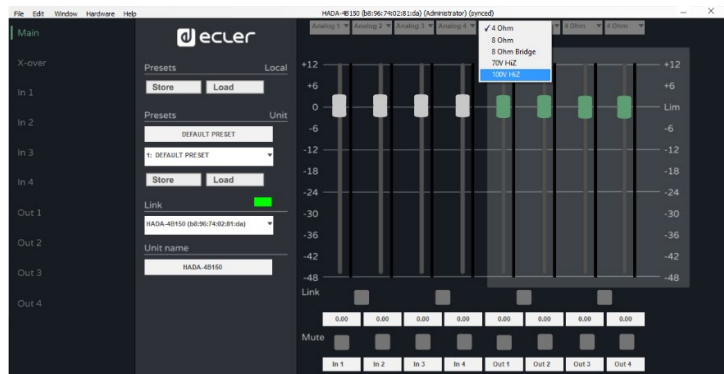 File Edit Window Hardware Help
HADA-4B150 (b8:96:74:02:81:da) (Administrator) (synced)
Main
X-over
In 1
In 2
In 3
In 4
Out 1
Out 2
Out 3
Out 4
ecler
Presets Local
Store Load
Presets Unit
DEFAULT PRESET
1: DEFAULT PRESET
Store Load
Link
HADA-4B150 (b8:96:74:02:81:da)
Unit name
HADA-4B150
Analog 1 Analog 2 Analog 3 Analog 4 4 Ohm 4 Ohm
✓ 4 Ohm
8 Ohm
8 Ohm Bridge
70V HiZ
100V HiZ
+12 +12
+6 +6
0 Lim
-6 -6
-12 -12
-18 -18
-24 -24
-30 -30
-36 -36
-42 -42
-48 -48
Link
0.00 0.00 0.00 0.00 0.00 0.00 0.00 0.00
Mute
In 1 In 2 In 3 In 4 Out 1 Out 2 Out 3 Out 4